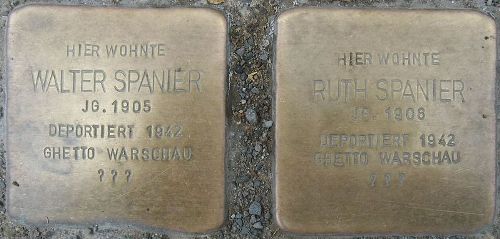 HIER WOHNTE
WALTER SPANIER
JG. 1905
DEPORTIERT 1942
GHETTO WARSCHAU
? ? ?
HIER WOHNTE
RUTH SPANIER
JG. 1908
DEPORTIERT 1942
GHETTO WARSCHAU
? ? ?